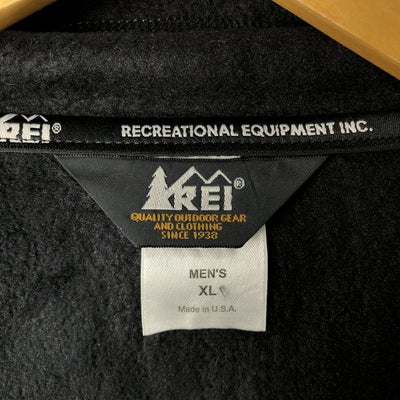 REI® RECREATIONAL EQUIPMENT INC.
REI®
QUALITY OUTDOOR GEAR
AND CLOTHING
SINCE 1938
MEN'S
XL
Made in U.S.A.